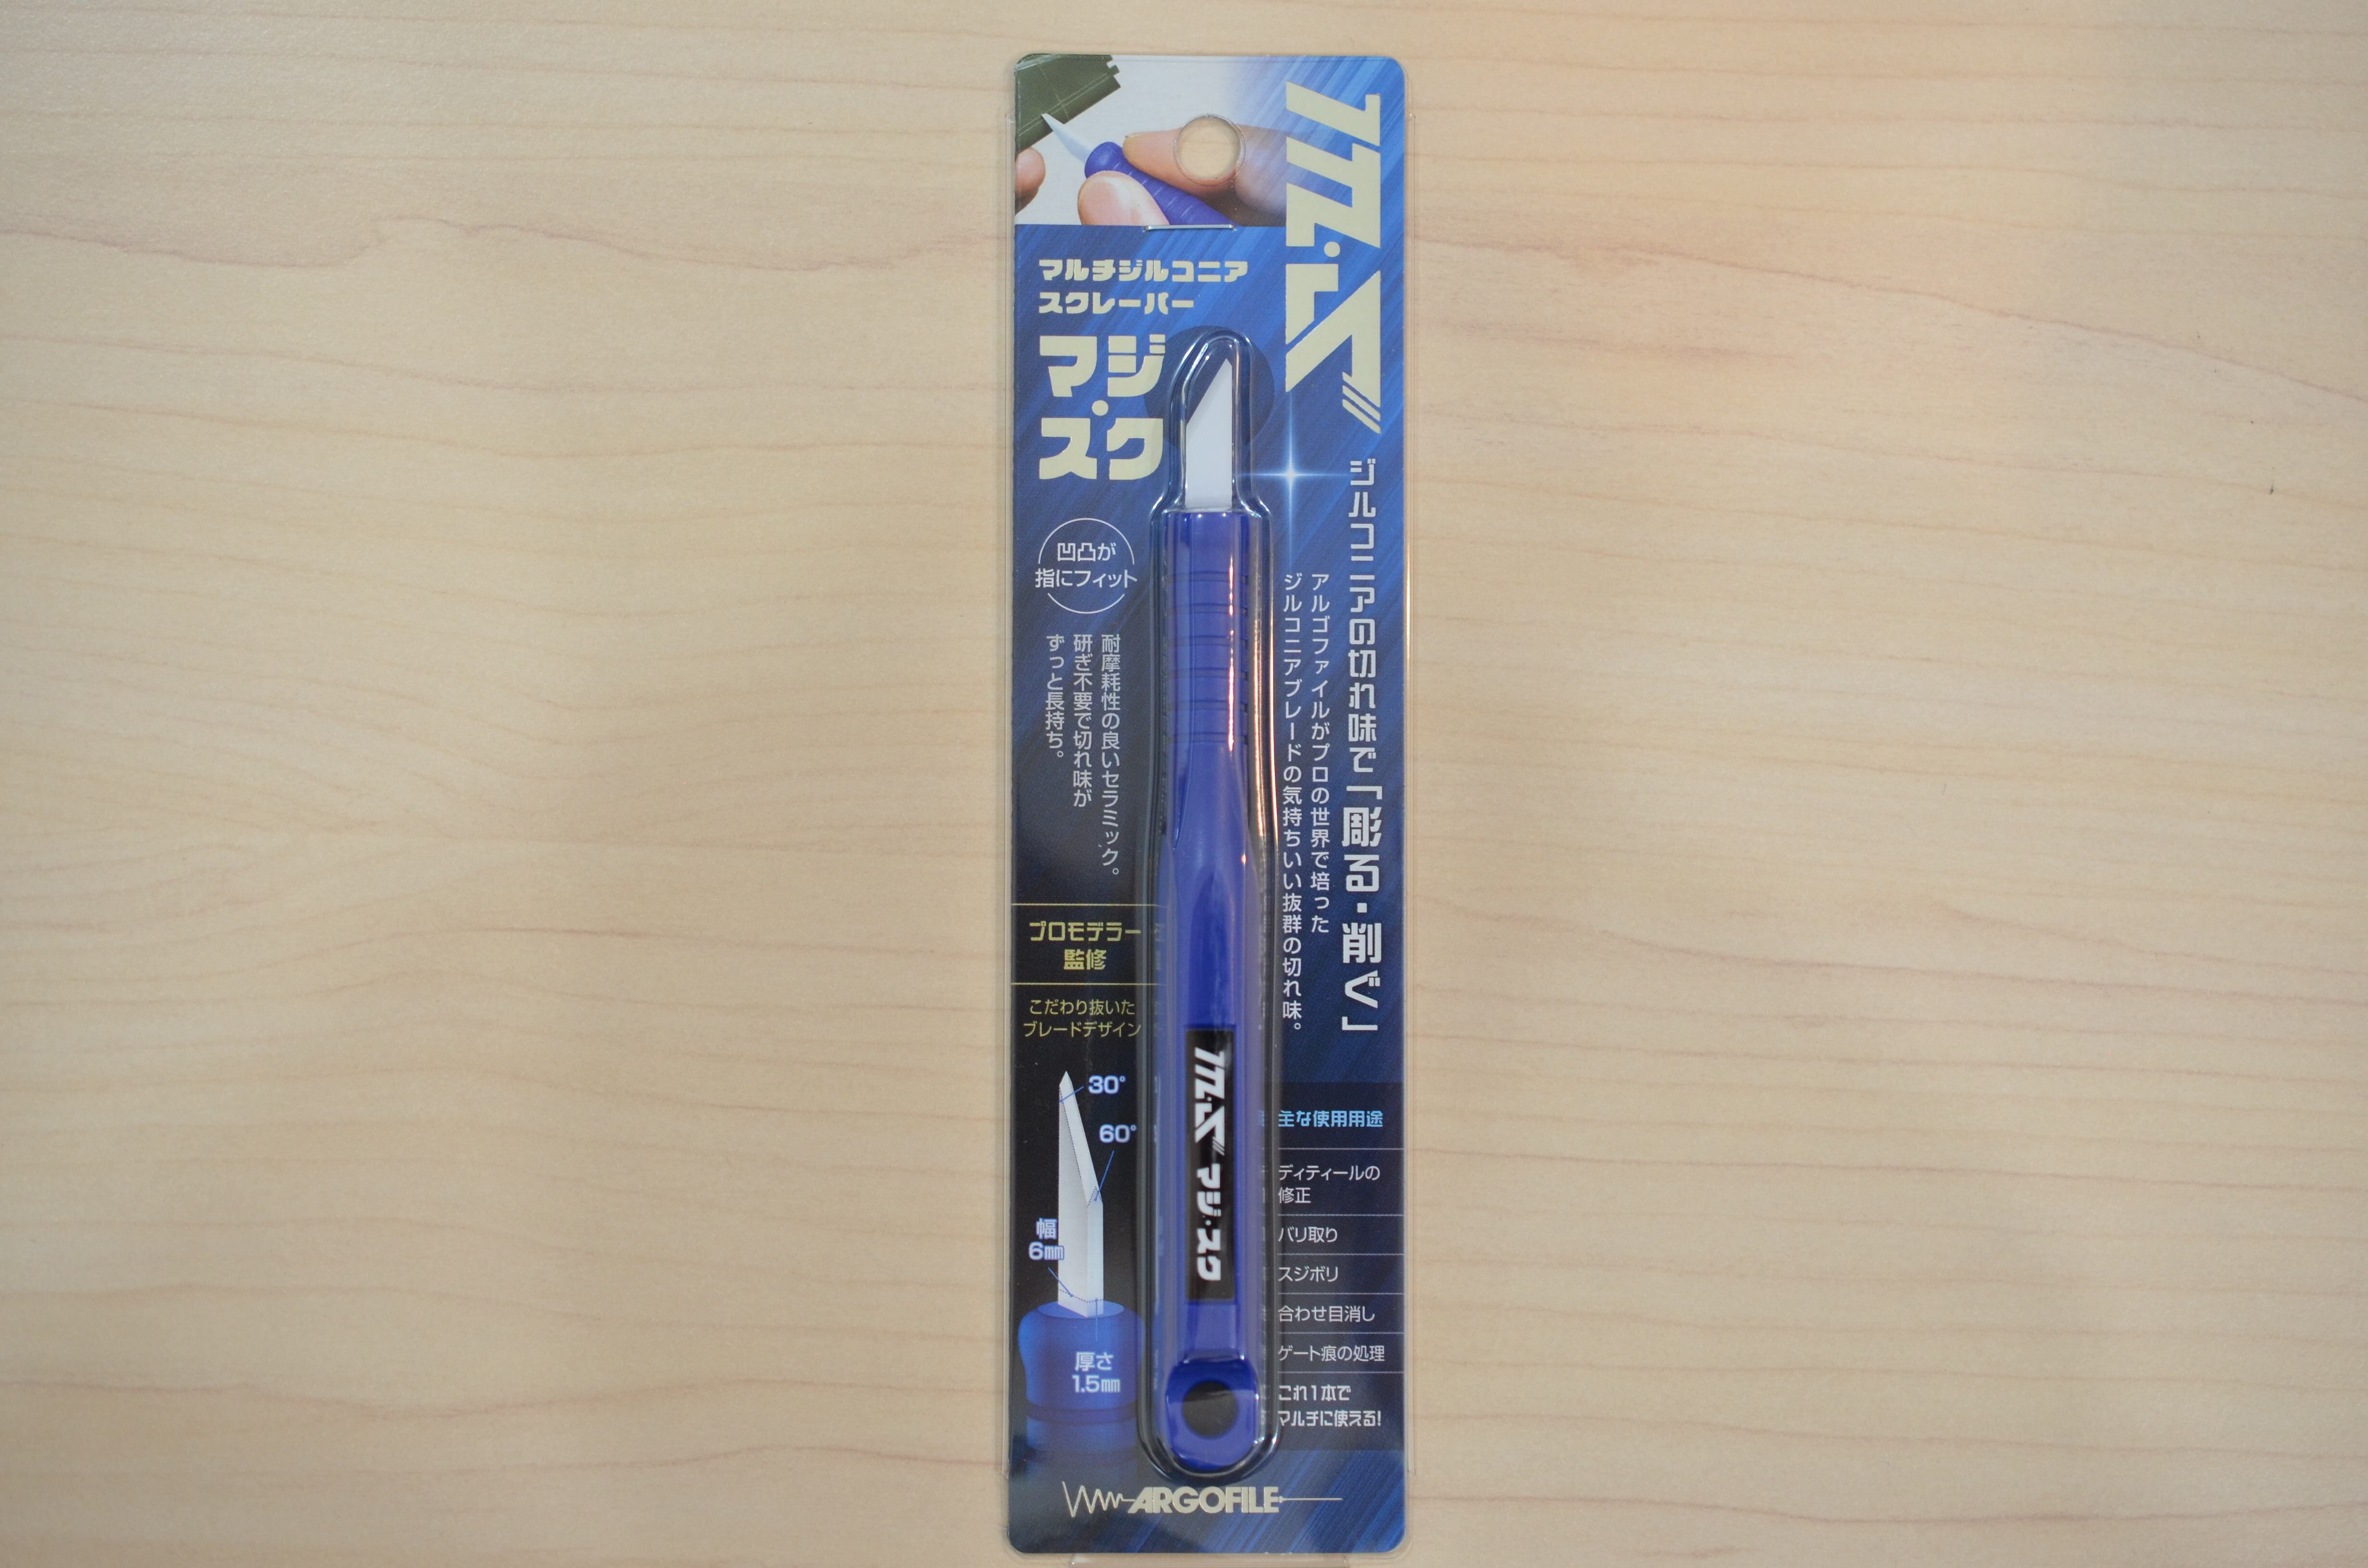 マルチジルコニア
スクレーパー
マジ・
スク
凹凸が
指にフィット
耐摩耗性の良いセラミック。
研ぎ不要で切れ味が
ずっと長持ち。
プロモデラー
監修
こだわり抜いた
ブレードデザイン
30°
60°
幅
6mm
厚さ
1.5mm
ジルコニアの切れ味で「彫る・削ぐ」
アルゴファイルがプロの世界で培った
ジルコニアブレードの気持ちいい抜群の切れ味。
マジ・スク
主な使用用途
ディティールの
修正
バリ取り
スジボリ
合わせ目消し
ゲート痕の処理
これ1本で
マルチに使える!
ARGOFILE